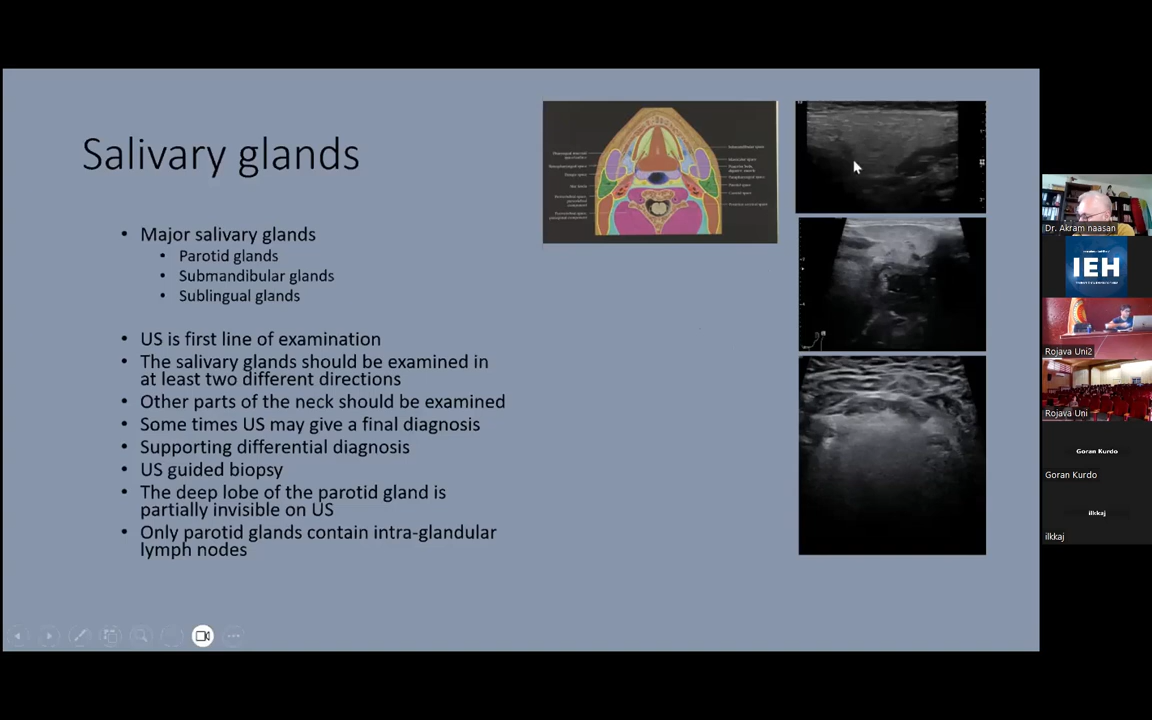 Salivary glands
• Major salivary glands
• Parotid glands
• Submandibular glands
• Sublingual glands
• US is first line of examination
• The salivary glands should be examined in
at least two different directions
• Other parts of the neck should be examined
• Some times US may give a final diagnosis
• Supporting differential diagnosis
• US guided biopsy
• The deep lobe of the parotid gland is
partially invisible on US
• Only parotid glands contain intra-glandular
lymph nodes
Dr. Akram naasan
IEH
Rojava Uni2
Rojava Uni
Goran Kurdo
Goran Kurdo
ilkkaj
ilkkaj